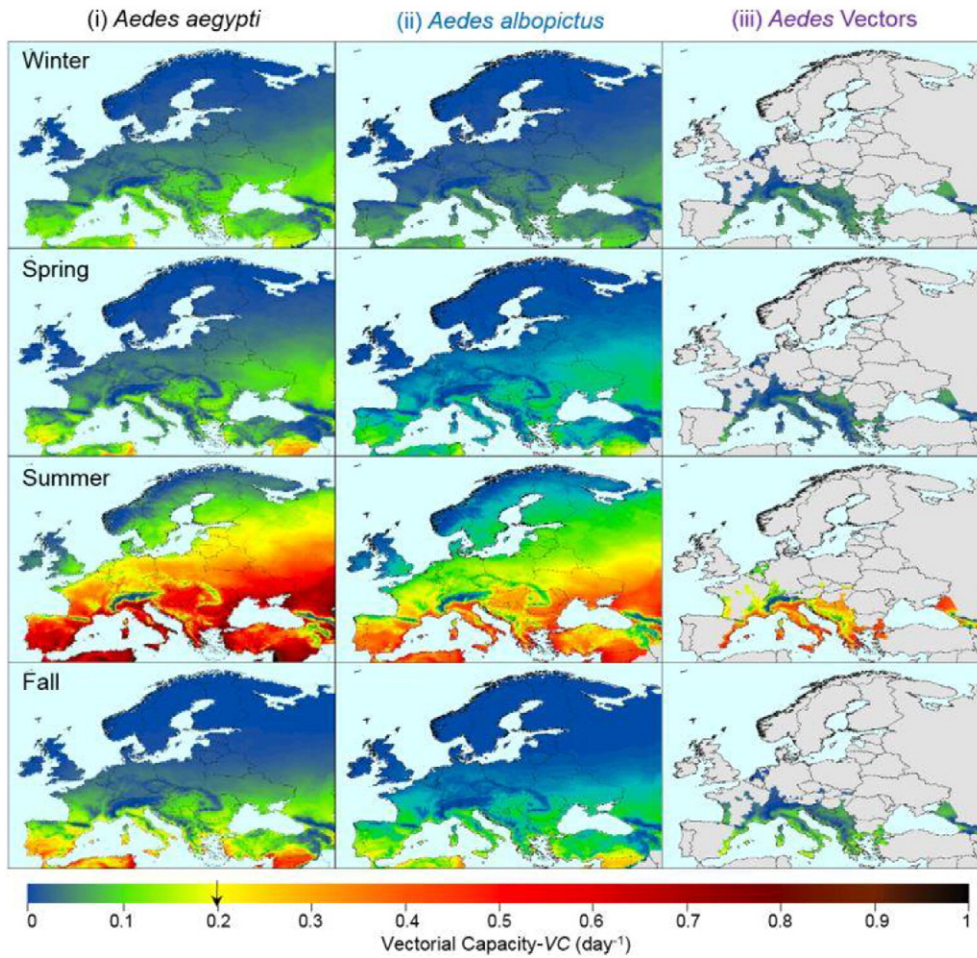 (i) Aedes aegypti
(ii) Aedes albopictus
(iii) Aedes Vectors
Winter
Spring
Summer
Fall
0 0.1 0.2 0.3 0.4 0.5 0.6 0.7 0.8 0.9 1
Vectorial Capacity-VC (day⁻¹)